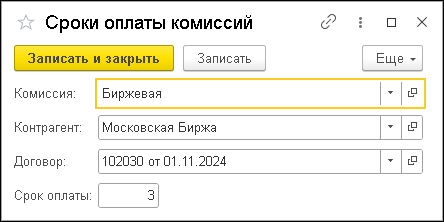 Сроки оплаты комиссий
Записать и закрыть Записать Еще
Комиссия: Биржевая
Контрагент: Московская Биржа
Договор: 102030 от 01.11.2024
Срок оплаты: 3